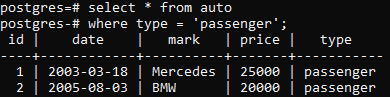 postgres=# select * from auto
postgres-# where type = 'passenger';
 id |    date    |   mark   | price |   type
----+------------+----------+-------+-----------
  1 | 2003-03-18 | Mercedes | 25000 | passenger
  2 | 2005-08-03 | BMW      | 20000 | passenger